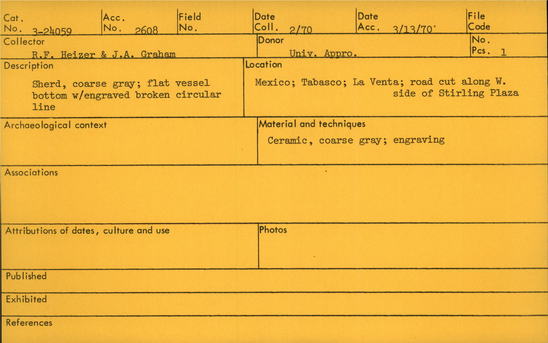 Cat. No. 3-24059 Acc. No. 2608 Field No. Date Coll. 2/70 Date Acc. 3/13/70 File Code
Collector Donor No. Pcs. 1
R.F. Heizer & J.A. Graham Univ. Appro.
Description Location
Sherd, coarse gray; flat vessel Mexico; Tabasco; La Venta; road cut along W.
bottom w/engraved broken circular side of Stirling Plaza
line
Archaeological context Material and techniques
Ceramic, coarse gray; engraving
Associations
Attributions of dates, culture and use Photos
Published
Exhibited
References